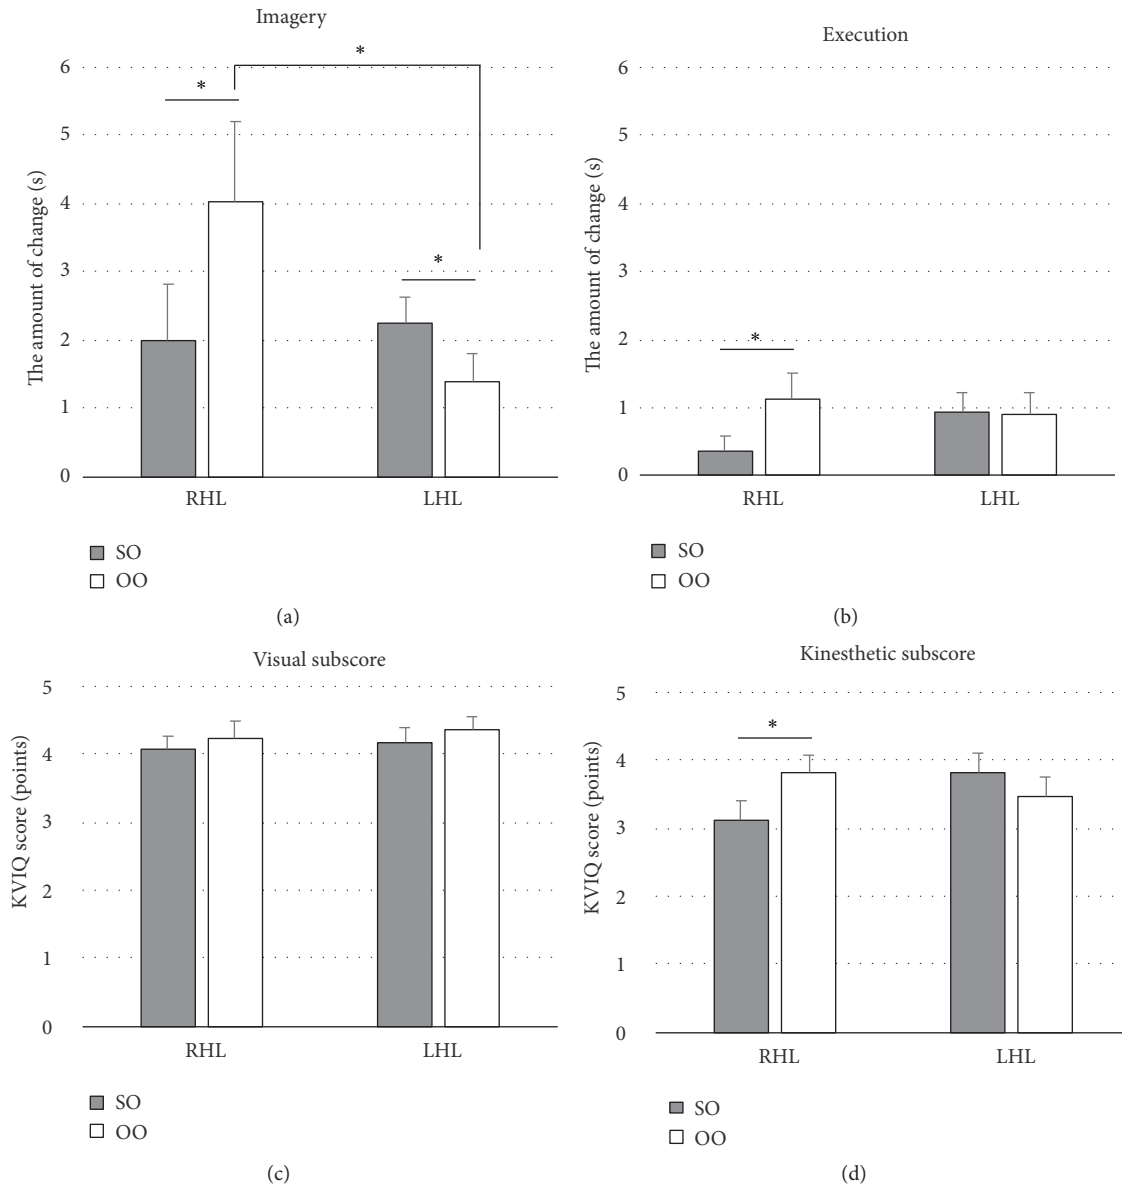 Imagery
The amount of change (s)
6
5
4
3
2
1
0
*
*
*
RHL
LHL
SO
OO
(a)
Execution
The amount of change (s)
6
5
4
3
2
1
0
*
RHL
LHL
SO
OO
(b)
Visual subscore
KVIQ score (points)
5
4
3
2
1
0
RHL
LHL
SO
OO
(c)
Kinesthetic subscore
KVIQ score (points)
5
4
3
2
1
0
*
RHL
LHL
SO
OO
(d)